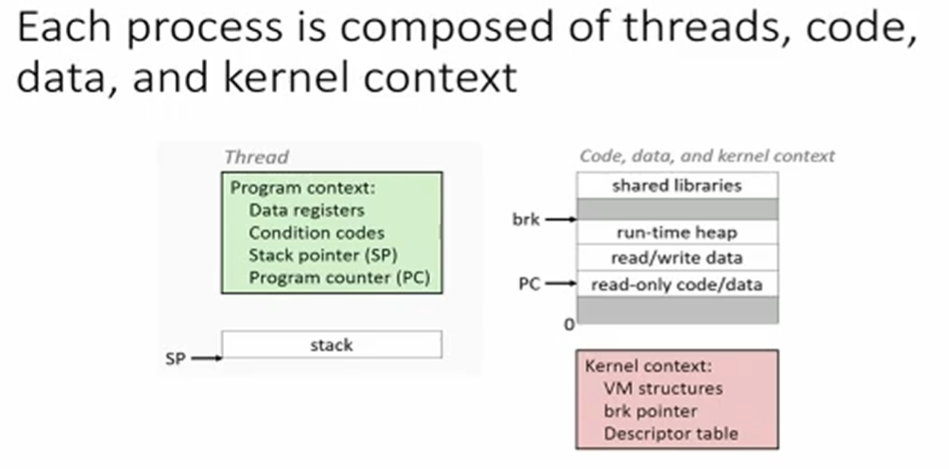 Each process is composed of threads, code,
data, and kernel context
Thread
Program context:
Data registers
Condition codes
Stack pointer (SP)
Program counter (PC)
stack
SP
Code, data, and kernel context
shared libraries
brk
run-time heap
read/write data
PC
read-only code/data
0
Kernel context:
VM structures
brk pointer
Descriptor table